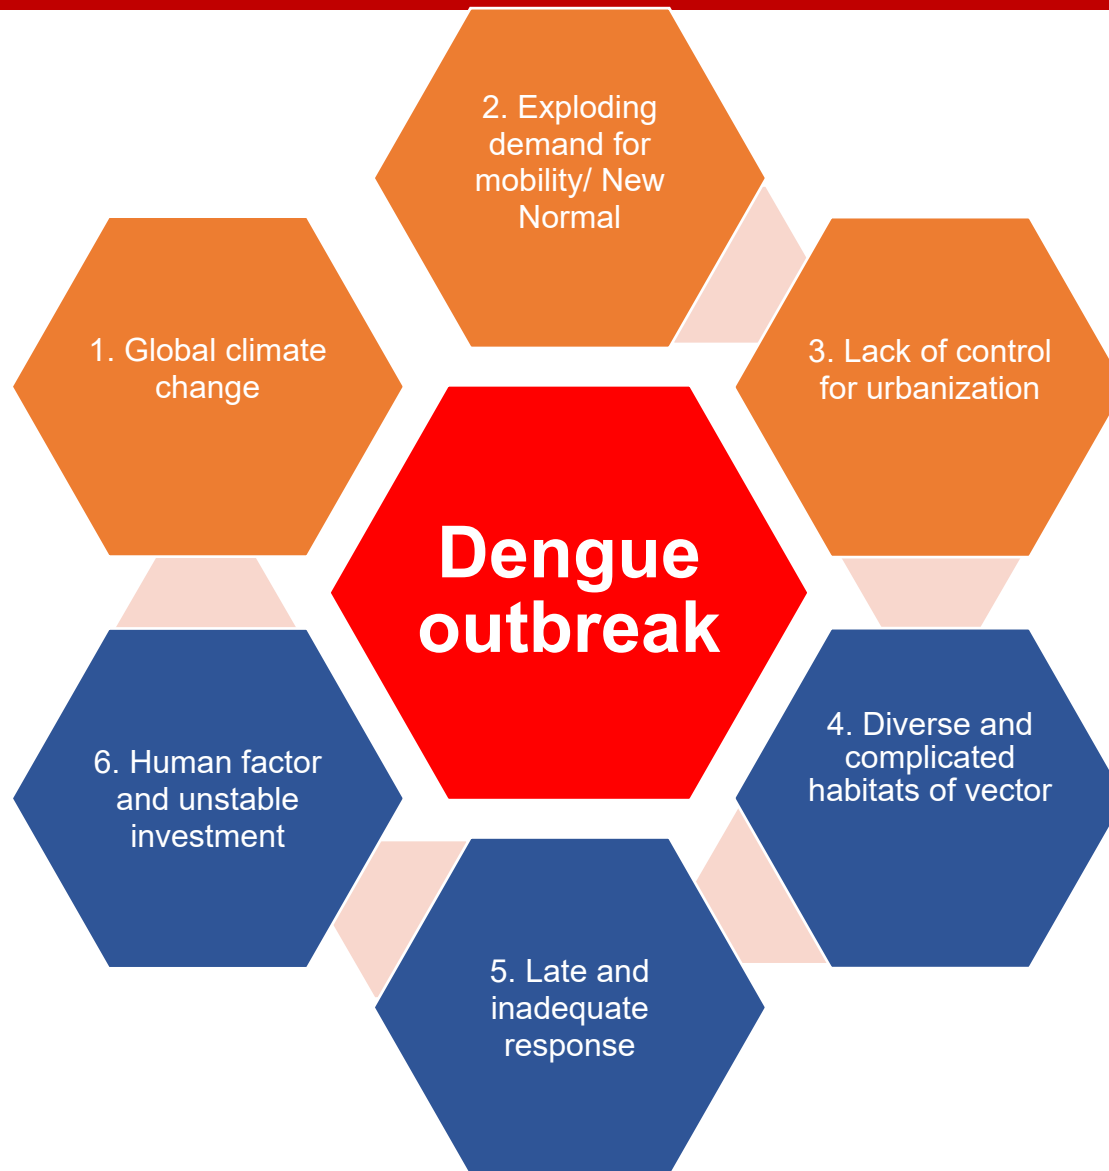 1. Global climate
change
2. Exploding
demand for
mobility/ New
Normal
3. Lack of control
for urbanization
Dengue
outbreak
4. Diverse and
complicated
habitats of vector
5. Late and
inadequate
response
6. Human factor
and unstable
investment